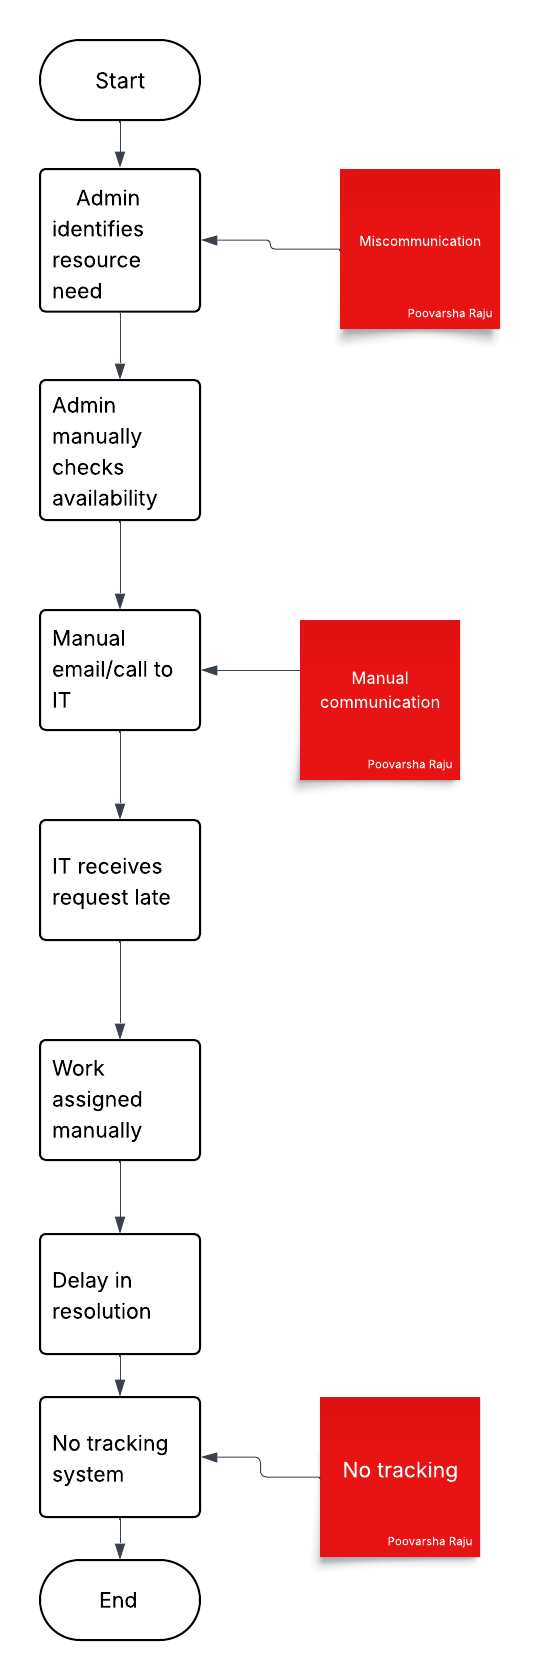 Start
Admin
identifies
resource
need
Miscommunication
Poovarsha Raju
Admin
manually
checks
availability
Manual
email/call to
IT
Manual
communication
Poovarsha Raju
IT receives
request late
Work
assigned
manually
Delay in
resolution
No tracking
system
No tracking
Poovarsha Raju
End